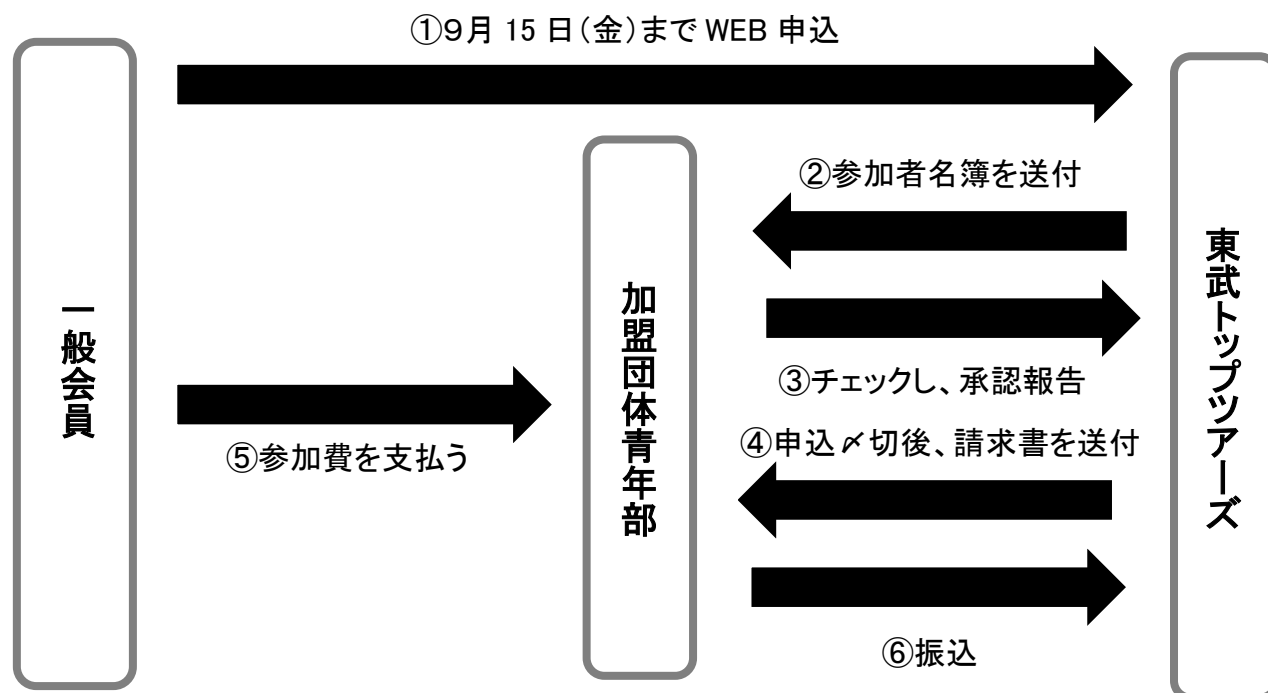 ①9月 15 日(金)まで WEB 申込
②参加者名簿を送付
③チェックし、承認報告
④申込〆切後、請求書を送付
⑤参加費を支払う
⑥振込
一般会員
加盟団体青年部
東武トップツアーズ